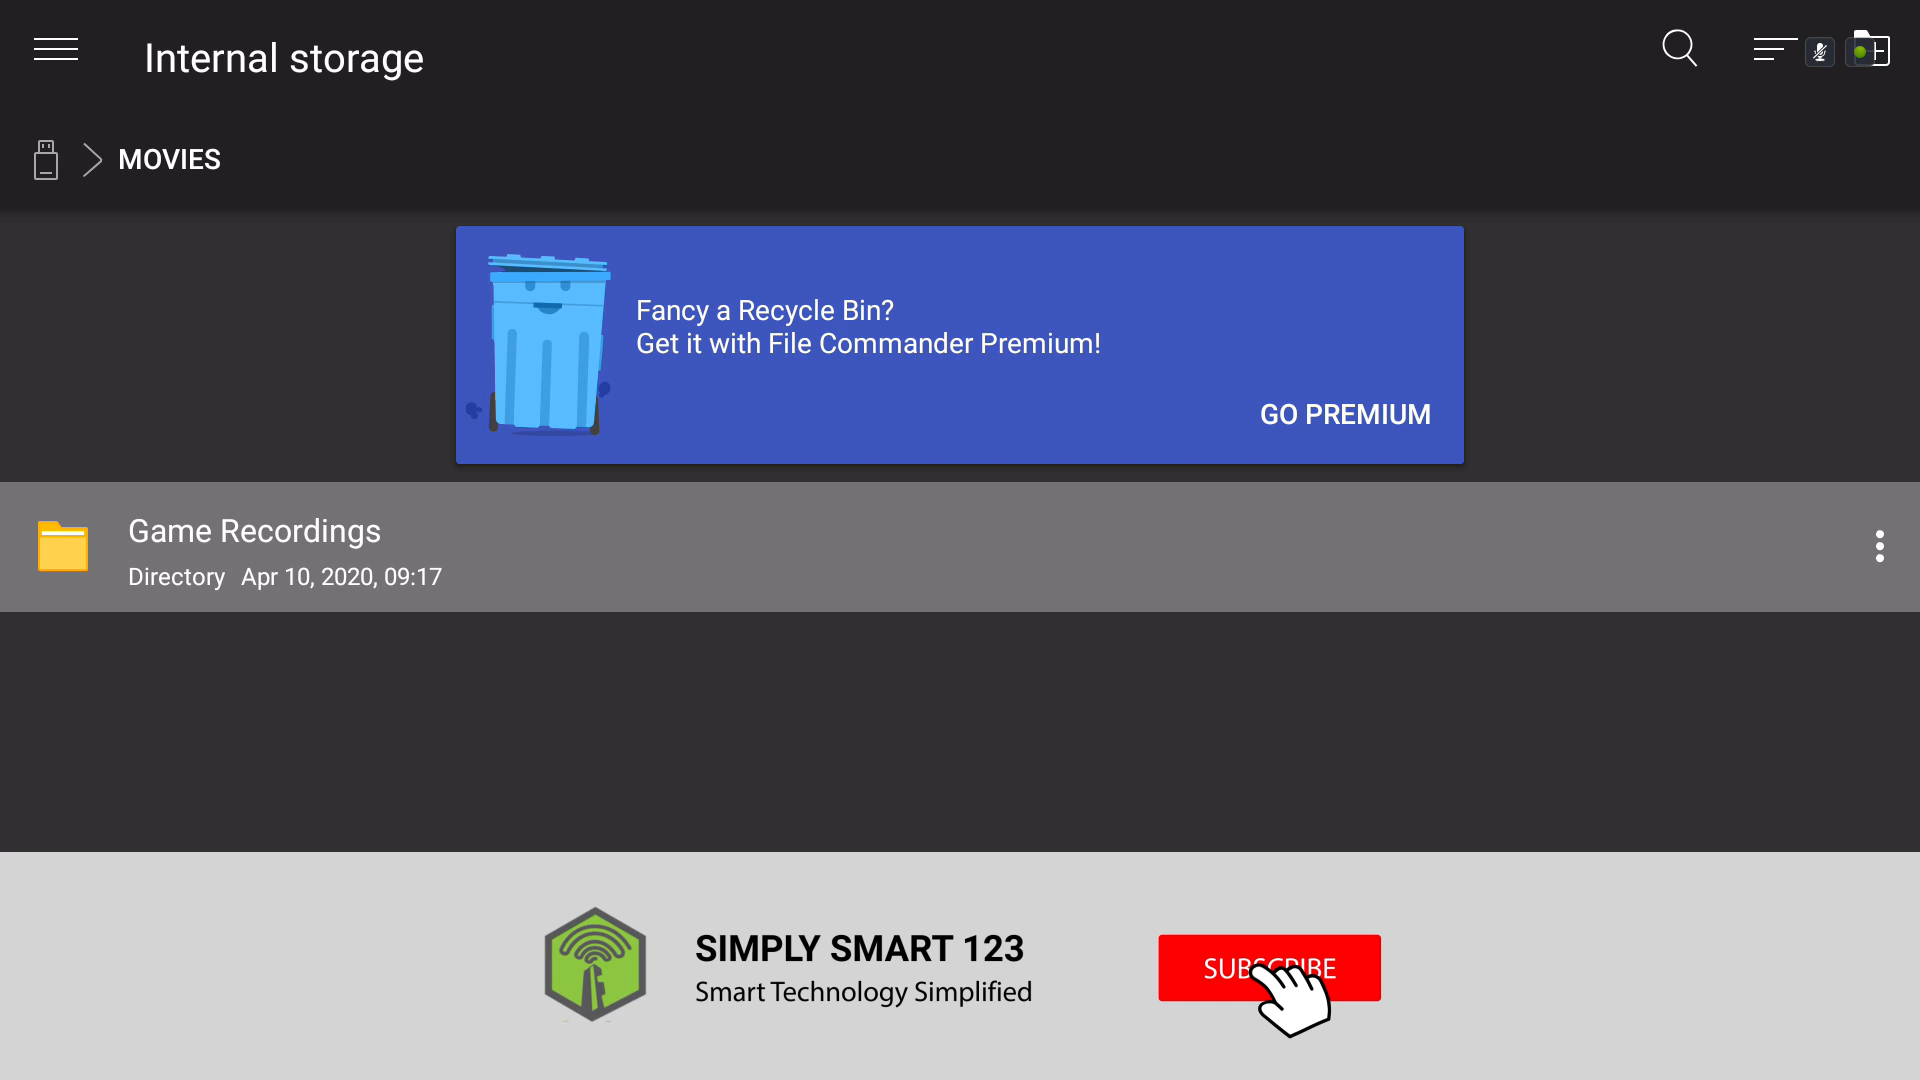 Internal storage
MOVIES
Fancy a Recycle Bin?
Get it with File Commander Premium!
GO PREMIUM
Game Recordings
Directory Apr 10, 2020, 09:17
SIMPLY SMART 123
Smart Technology Simplified
SUBSCRIBE